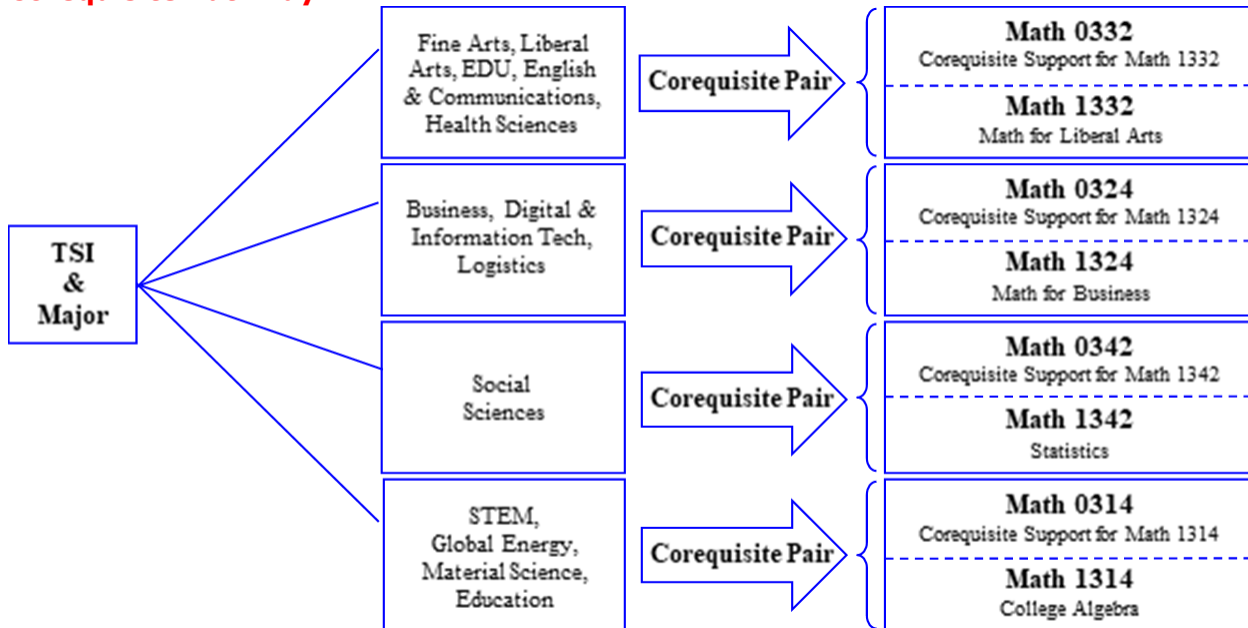 TSI
&
Major
Fine Arts, Liberal
Arts, EDU, English
& Communications,
Health Sciences
Corequisite Pair
Math 0332
Corequisite Support for Math 1332
Math 1332
Math for Liberal Arts
Business, Digital &
Information Tech,
Logistics
Corequisite Pair
Math 0324
Corequisite Support for Math 1324
Math 1324
Math for Business
Social
Sciences
Corequisite Pair
Math 0342
Corequisite Support for Math 1342
Math 1342
Statistics
STEM,
Global Energy,
Material Science,
Education
Corequisite Pair
Math 0314
Corequisite Support for Math 1314
Math 1314
College Algebra